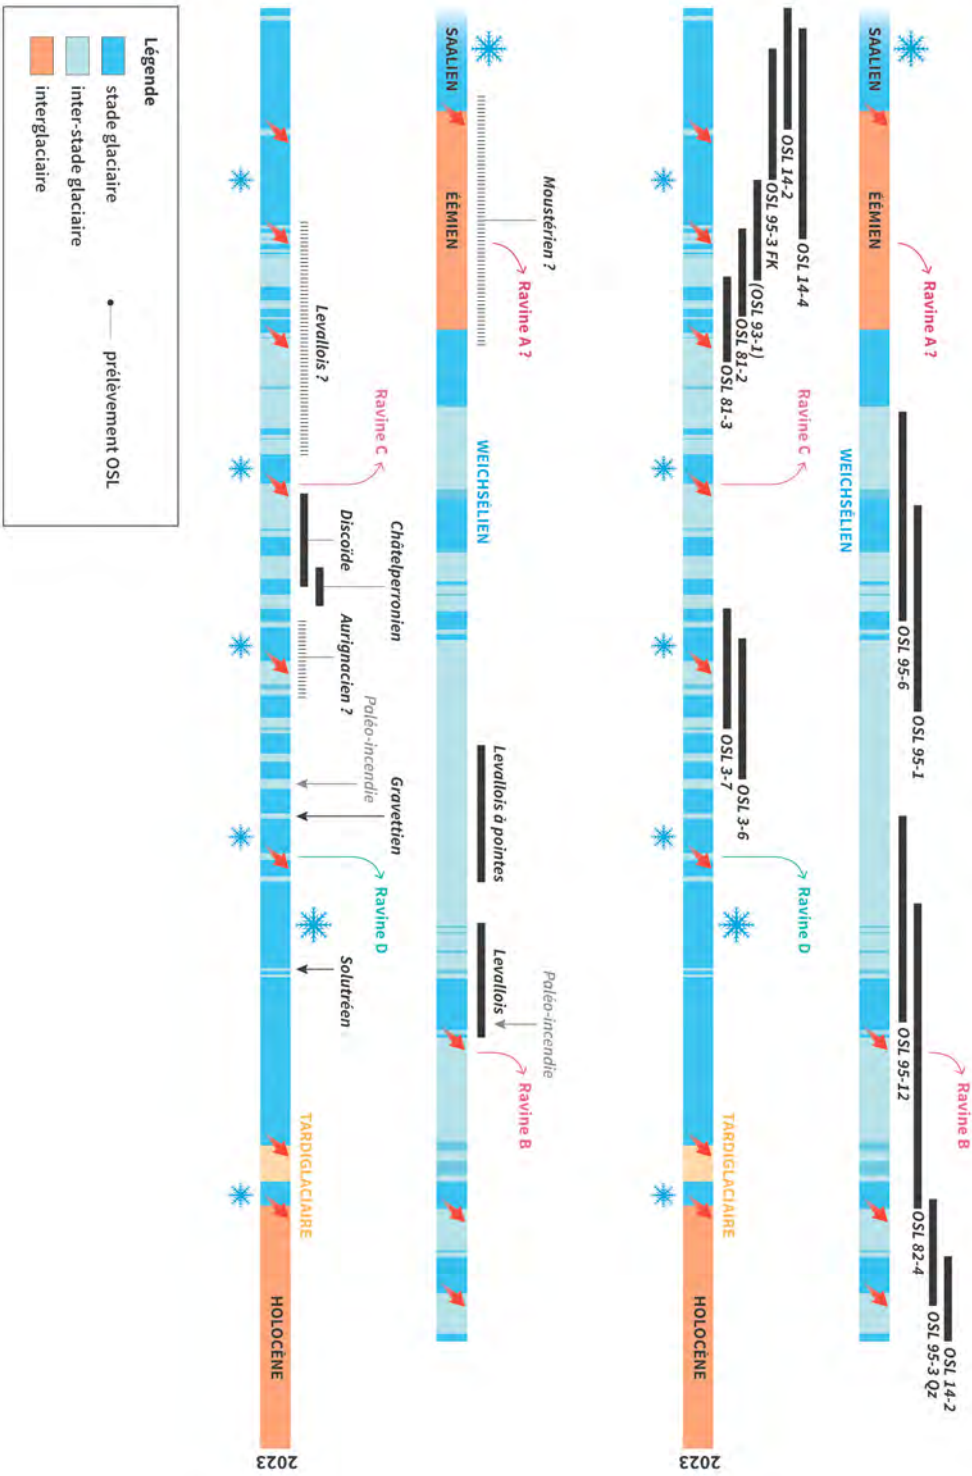 SAALIEN
ÉÉMIEN
Ravine A ?
WEICHSÉLIEN
OSL 95-6
OSL 95-1
OSL 95-12
Ravine B
OSL 82-4
OSL 95-3 Qz
OSL 14-2
OSL 14-4
OSL 14-2
OSL 95-3 FK
(OSL 93-1)
OSL 81-2
OSL 81-3
Ravine C
OSL 3-7
OSL 3-6
Ravine D
TARDIGLACIAIRE
HOLOCÈNE
2023
SAALIEN
ÉÉMIEN
Moustérien ?
Ravine A ?
WEICHSÉLIEN
Levallois à pointes
Levallois
Paléo-incendie
Ravine B
Levallois ?
Ravine C
Discoïde
Châtelperronien
Aurignacien ?
Paléo-incendie
Gravettien
Ravine D
Solutréen
TARDIGLACIAIRE
HOLOCÈNE
2023
Légende
stade glaciaire
inter-stade glaciaire
interglaciaire
prélèvement OSL